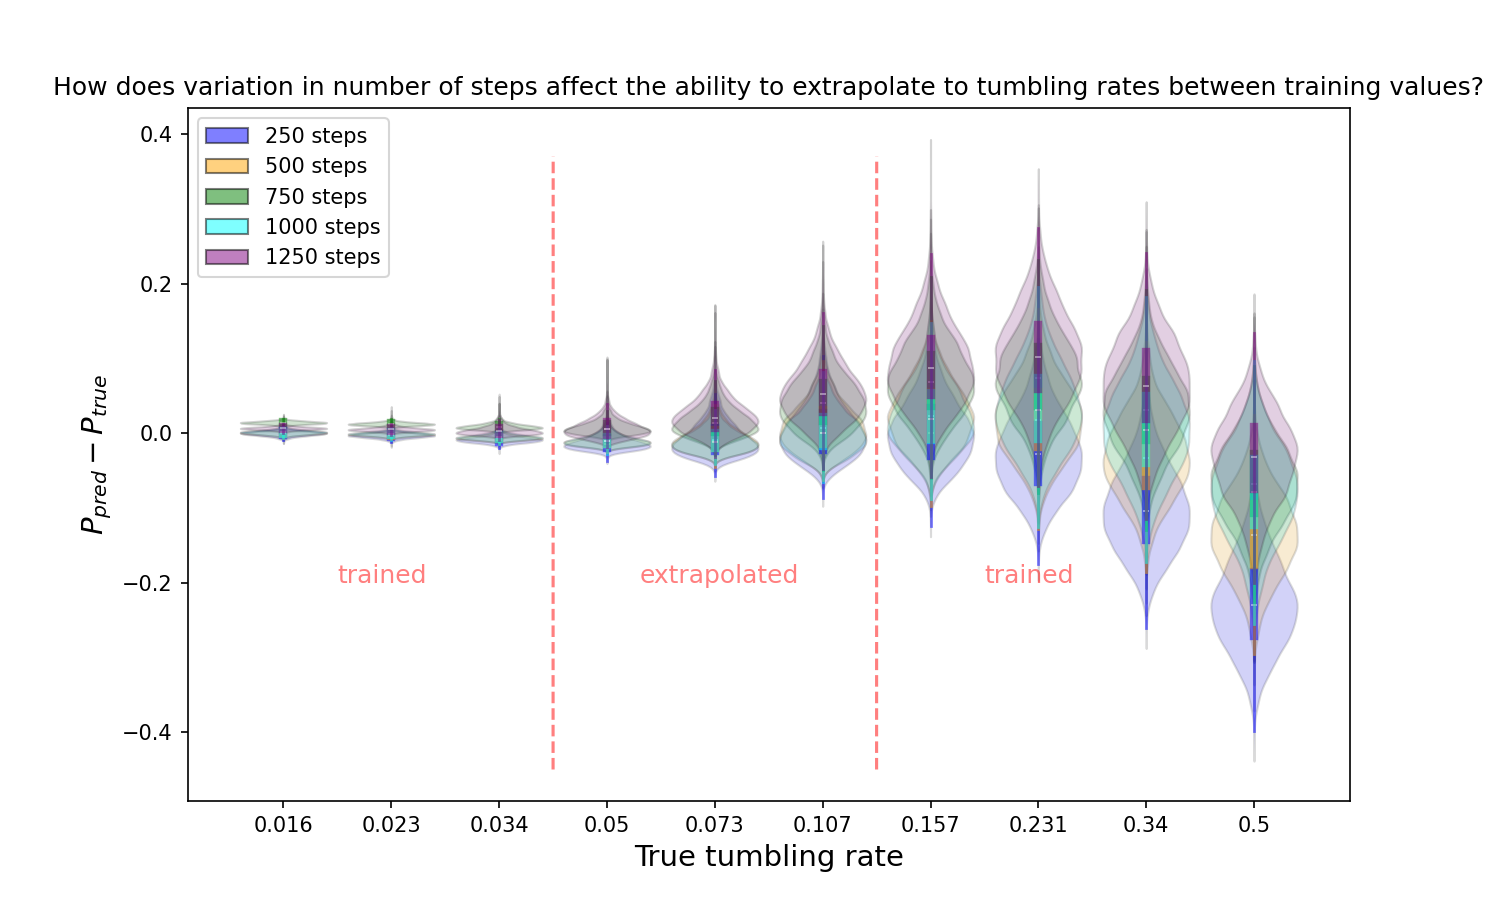 How does variation in number of steps affect the ability to extrapolate to tumbling rates between training values?
0.4
0.2
0.0
−0.2
−0.4
P_pred − P_true
250 steps
500 steps
750 steps
1000 steps
1250 steps
trained
extrapolated
trained
0.016 0.023 0.034 0.05 0.073 0.107 0.157 0.231 0.34 0.5
True tumbling rate